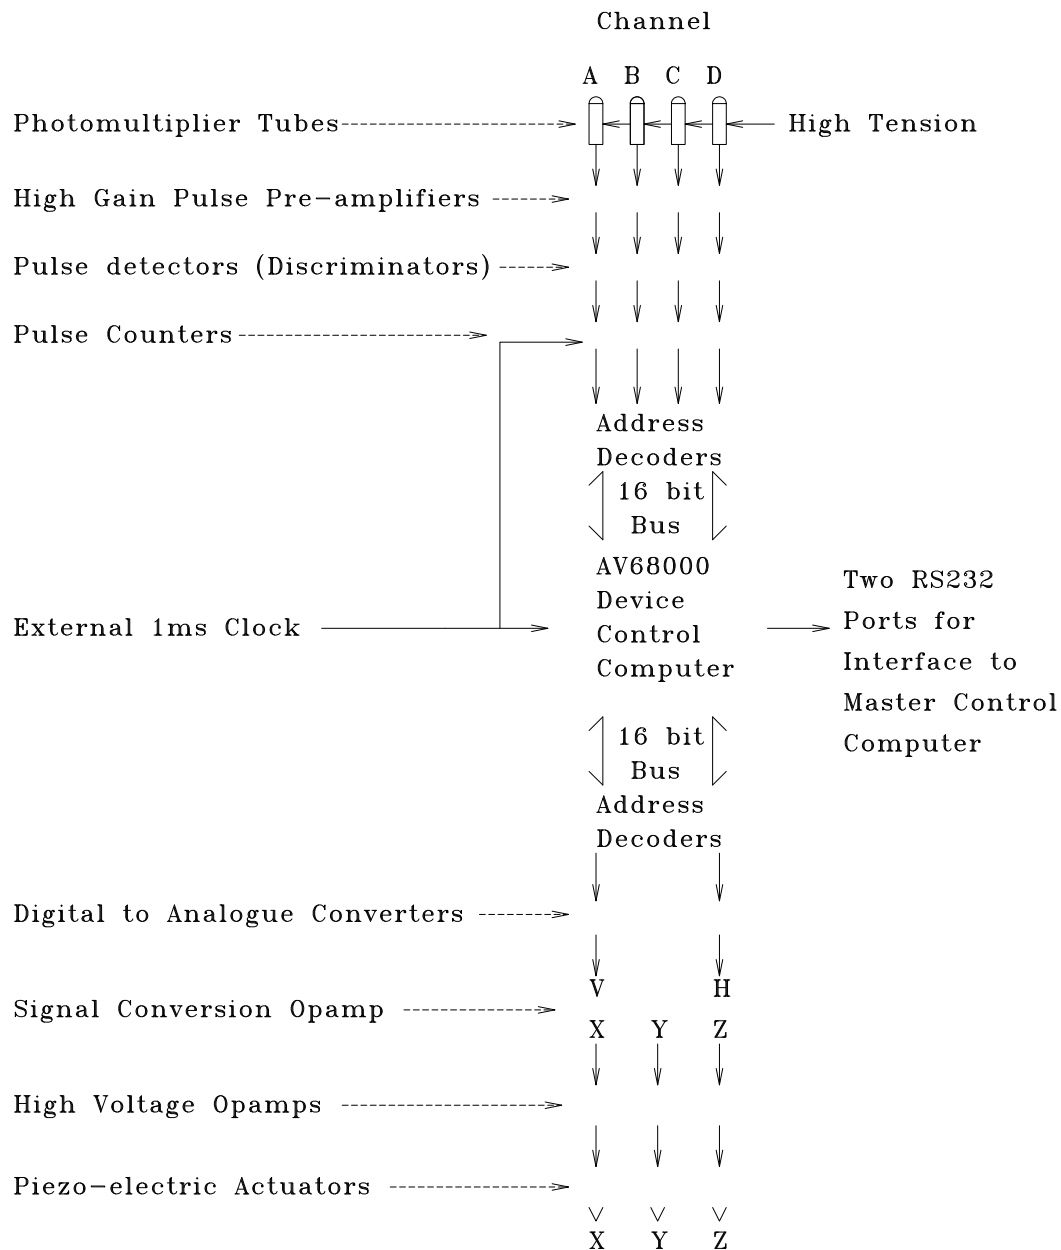 Channel
A B C D
Photomultiplier Tubes
High Tension
High Gain Pulse Pre-amplifiers
Pulse detectors (Discriminators)
Pulse Counters
Address
Decoders
16 bit
Bus
AV68000
Device
Control
Computer
External 1ms Clock
Two RS232
Ports for
Interface to
Master Control
Computer
16 bit
Bus
Address
Decoders
Digital to Analogue Converters
V H
Signal Conversion Opamp
X Y Z
High Voltage Opamps
Piezo-electric Actuators
X Y Z